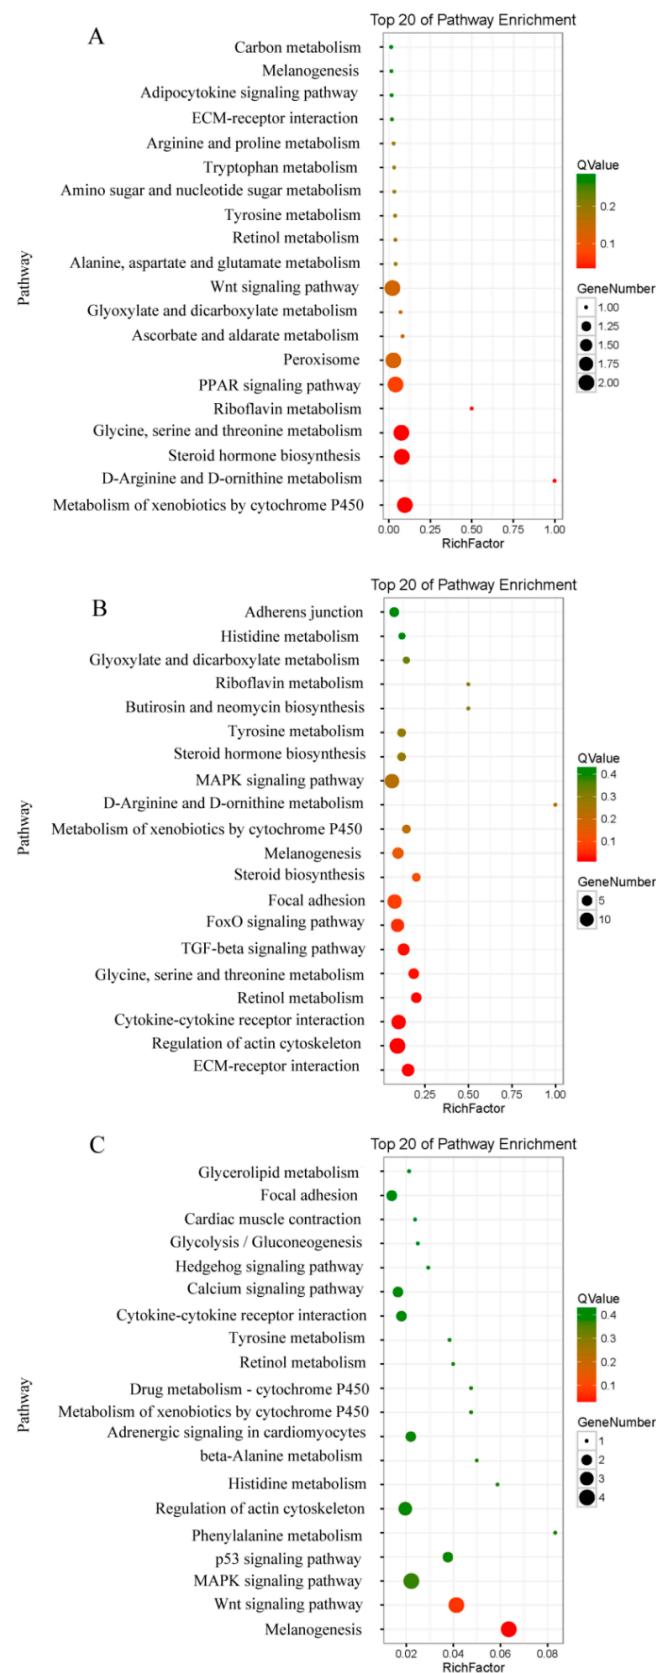 A
Top 20 of Pathway Enrichment
Carbon metabolism
Melanogenesis
Adipocytokine signaling pathway
ECM-receptor interaction
Arginine and proline metabolism
Tryptophan metabolism
Amino sugar and nucleotide sugar metabolism
Tyrosine metabolism
Retinol metabolism
Alanine, aspartate and glutamate metabolism
Wnt signaling pathway
Glyoxylate and dicarboxylate metabolism
Ascorbate and aldarate metabolism
Peroxisome
PPAR signaling pathway
Riboflavin metabolism
Glycine, serine and threonine metabolism
Steroid hormone biosynthesis
D-Arginine and D-ornithine metabolism
Metabolism of xenobiotics by cytochrome P450
Pathway
0.00 0.25 0.50 0.75 1.00
RichFactor
QValue
0.2
0.1
GeneNumber
1.00
1.25
1.50
1.75
2.00
B
Top 20 of Pathway Enrichment
Adherens junction
Histidine metabolism
Glyoxylate and dicarboxylate metabolism
Riboflavin metabolism
Butirosin and neomycin biosynthesis
Tyrosine metabolism
Steroid hormone biosynthesis
MAPK signaling pathway
D-Arginine and D-ornithine metabolism
Metabolism of xenobiotics by cytochrome P450
Melanogenesis
Steroid biosynthesis
Focal adhesion
FoxO signaling pathway
TGF-beta signaling pathway
Glycine, serine and threonine metabolism
Retinol metabolism
Cytokine-cytokine receptor interaction
Regulation of actin cytoskeleton
ECM-receptor interaction
Pathway
0.25 0.50 0.75 1.00
RichFactor
QValue
0.4
0.3
0.2
0.1
GeneNumber
5
10
C
Top 20 of Pathway Enrichment
Glycerolipid metabolism
Focal adhesion
Cardiac muscle contraction
Glycolysis / Gluconeogenesis
Hedgehog signaling pathway
Calcium signaling pathway
Cytokine-cytokine receptor interaction
Tyrosine metabolism
Retinol metabolism
Drug metabolism - cytochrome P450
Metabolism of xenobiotics by cytochrome P450
Adrenergic signaling in cardiomyocytes
beta-Alanine metabolism
Histidine metabolism
Regulation of actin cytoskeleton
Phenylalanine metabolism
p53 signaling pathway
MAPK signaling pathway
Wnt signaling pathway
Melanogenesis
Pathway
0.02 0.04 0.06 0.08
RichFactor
QValue
0.4
0.3
0.2
0.1
GeneNumber
1
2
3
4